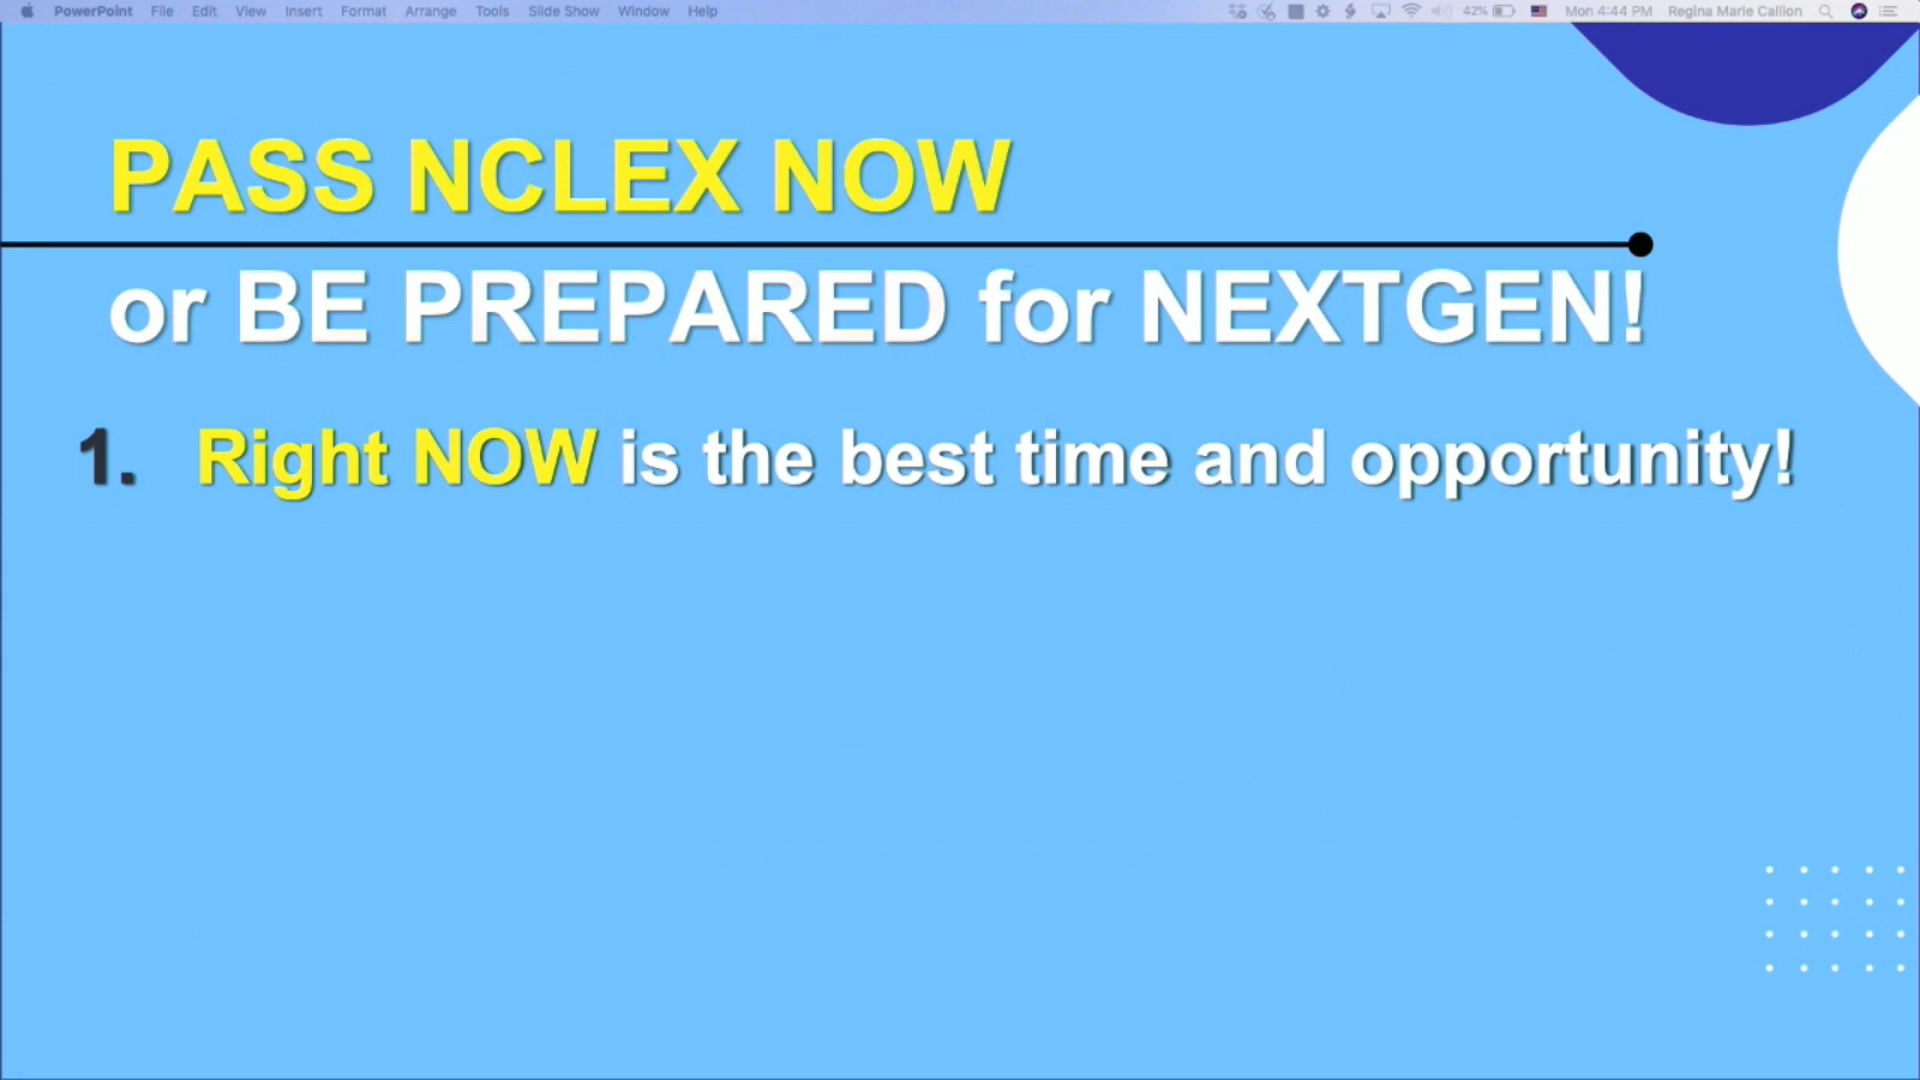 PowerPoint File Edit View Insert Format Arrange Tools Slide Show Window Help 42% Mon 4:44 PM Regina Marie Callion
PASS NCLEX NOW
or BE PREPARED for NEXTGEN!
1. Right NOW is the best time and opportunity!